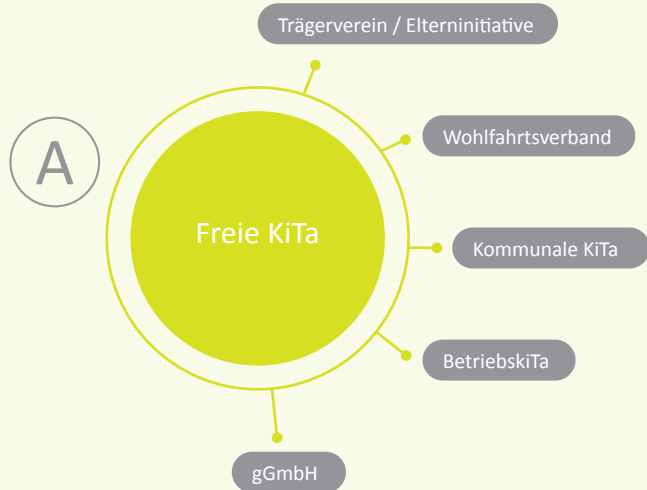 Trägerverein / Elterninitiative
A
Wohlfahrtsverband
Freie KiTa
Kommunale KiTa
BetriebskiTa
gGmbH